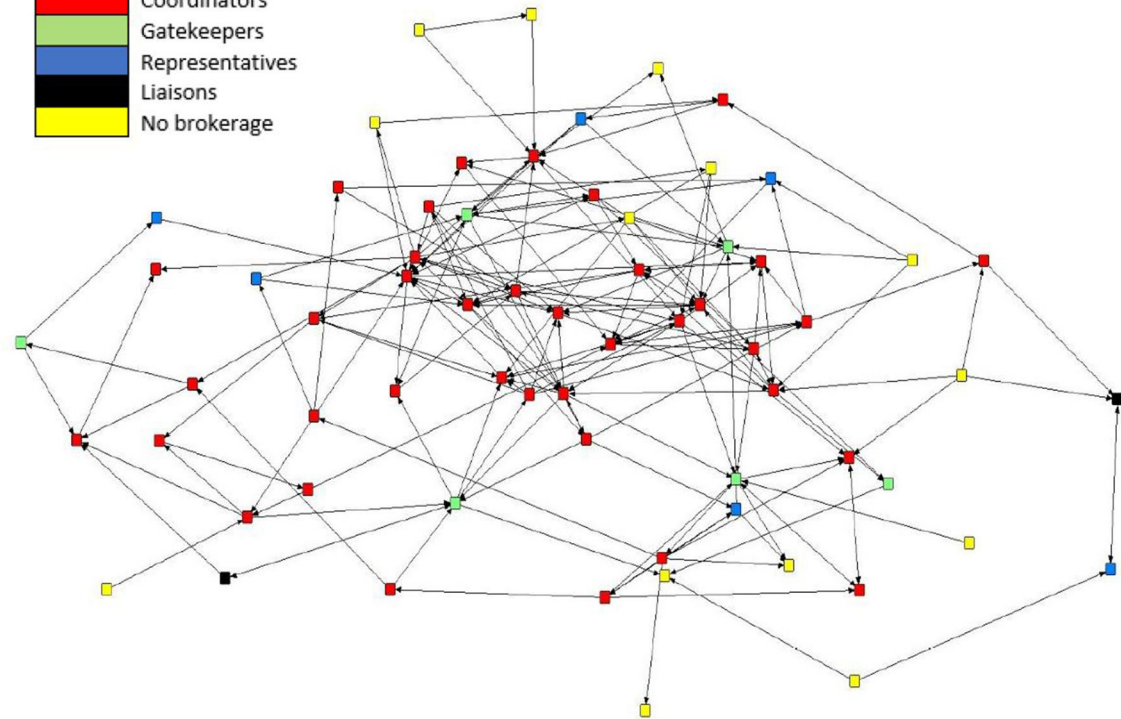 Coordinators
Gatekeepers
Representatives
Liaisons
No brokerage